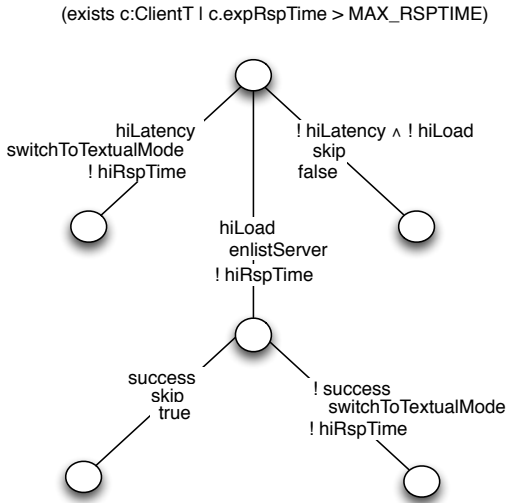 (exists c:ClientT | c.expRspTime > MAX_RSPTIME)
hiLatency
switchToTextualMode
! hiRspTime
! hiLatency ∧ ! hiLoad
skip
false
hiLoad
enlistServer
! hiRspTime
success
skip
true
! success
switchToTextualMode
! hiRspTime